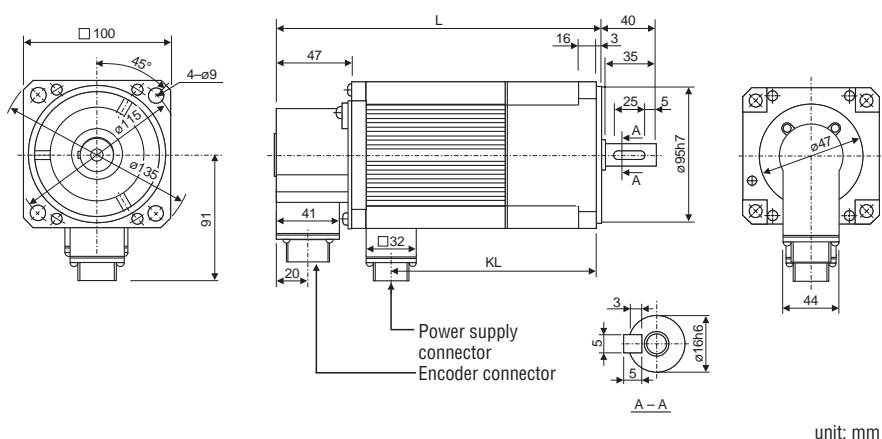 □100
45°
4–ø9
ø115
ø135
91
L
40
47
16
3
35
25
5
A
A
ø95h7
41
□32
20
KL
ø47
44
Power supply
connector
Encoder connector
3
5
5
ø16h6
A – A
unit: mm